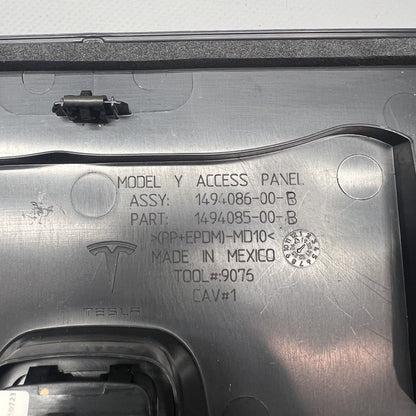 MODEL Y ACCESS PANEL
ASSY: 1494086-00-B
PART: 1494085-00-B
>(PP+EPDM)-MD10<
MADE IN MEXICO
TOOL#:9076
CAV#1
TESLA